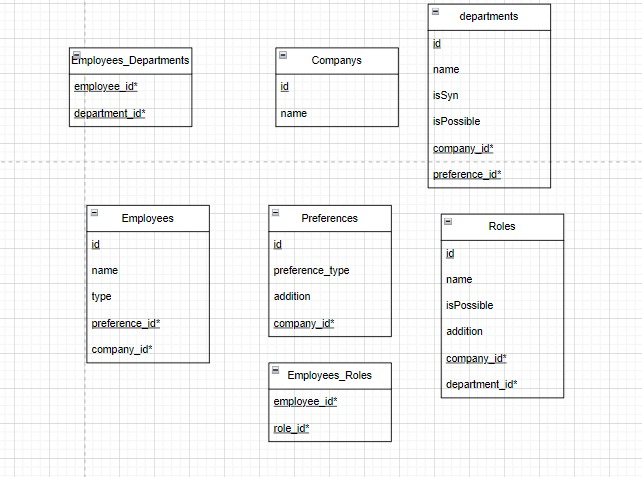 Employees_Departments
employee_id*
department_id*
Companys
id
name
departments
id
name
isSyn
isPossible
company_id*
preference_id*
Employees
id
name
type
preference_id*
company_id*
Preferences
id
preference_type
addition
company_id*
Roles
id
name
isPossible
addition
company_id*
department_id*
Employees_Roles
employee_id*
role_id*